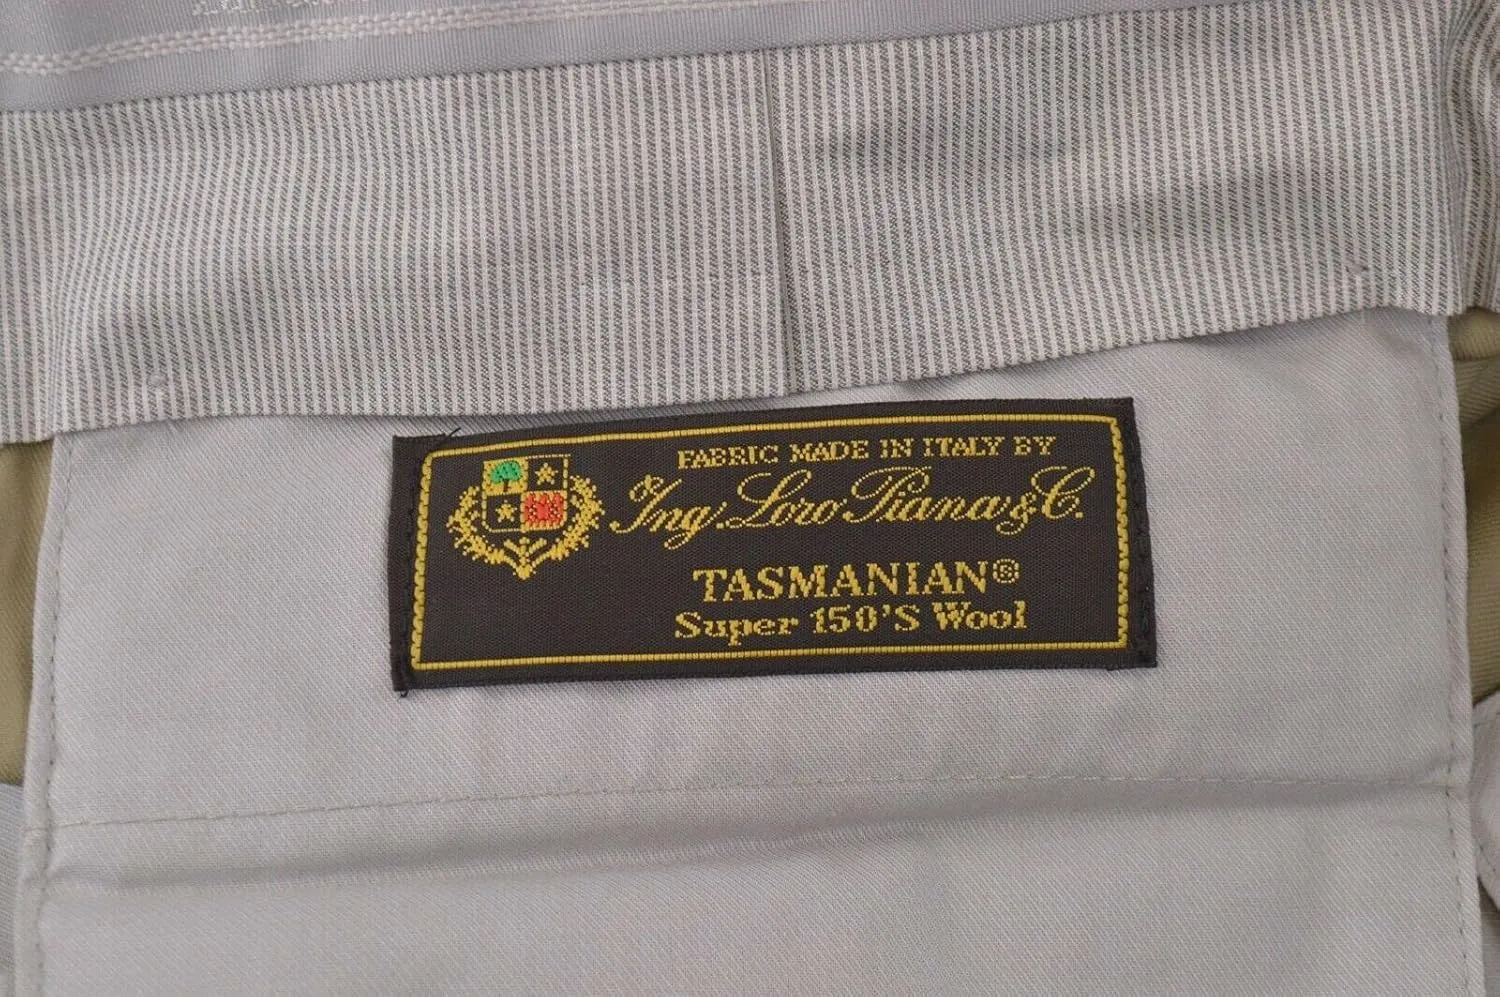 FABRIC MADE IN ITALY BY
Ing. Loro Piana & C.
TASMANIAN®
Super 150'S Wool